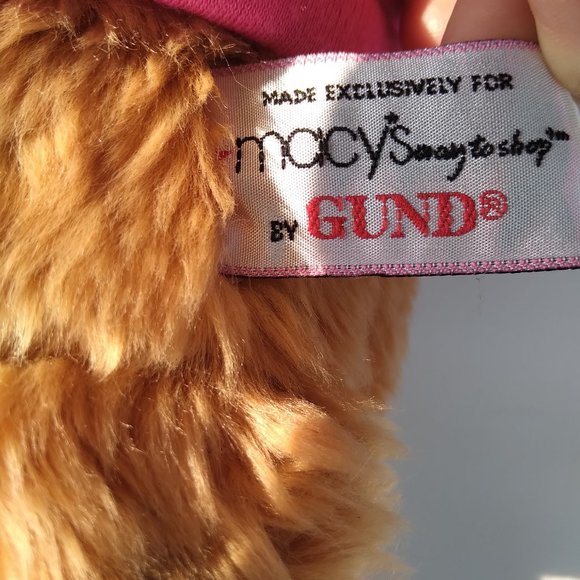 MADE EXCLUSIVELY FOR
macy*s way to shop™
BY GUND®